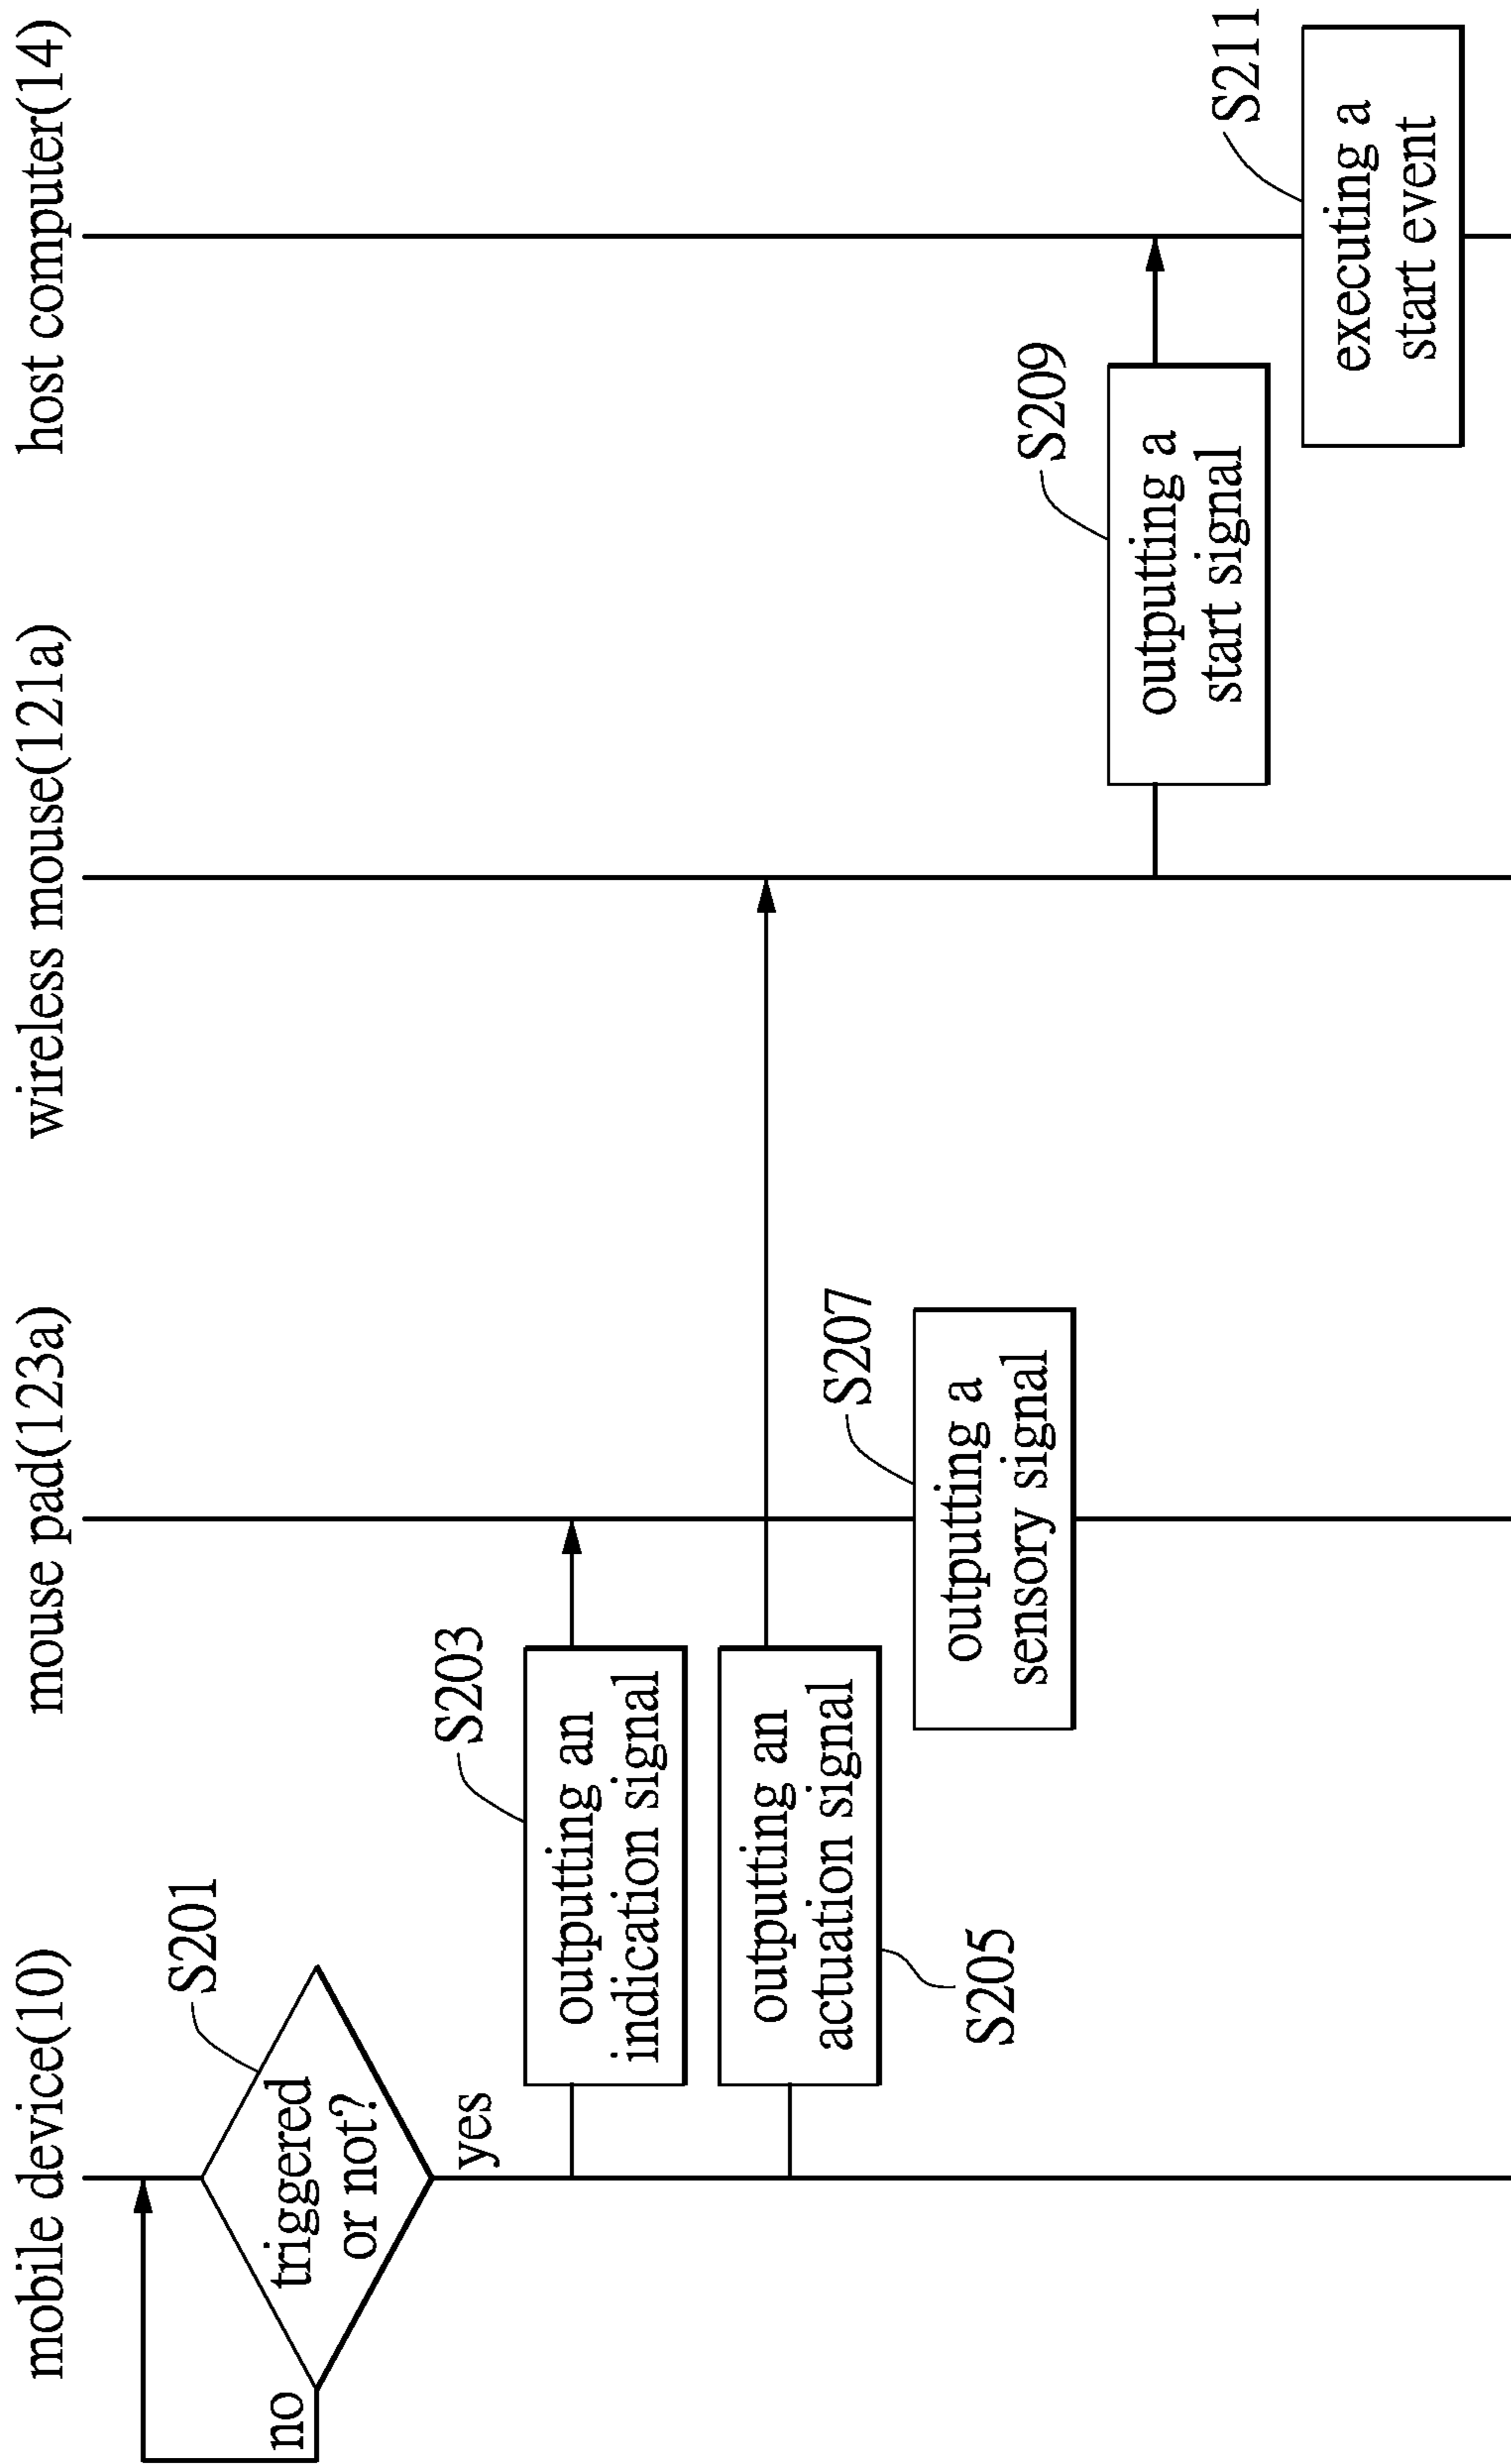 mobile device(10)
mouse pad(123a)
wireless mouse(121a)
host computer(14)
S201
triggered
or not?
no
yes
S203
outputting an
indication signal
outputting an
actuation signal
S205
S207
outputting a
sensory signal
S209
outputting a
start signal
S211
executing a
start event